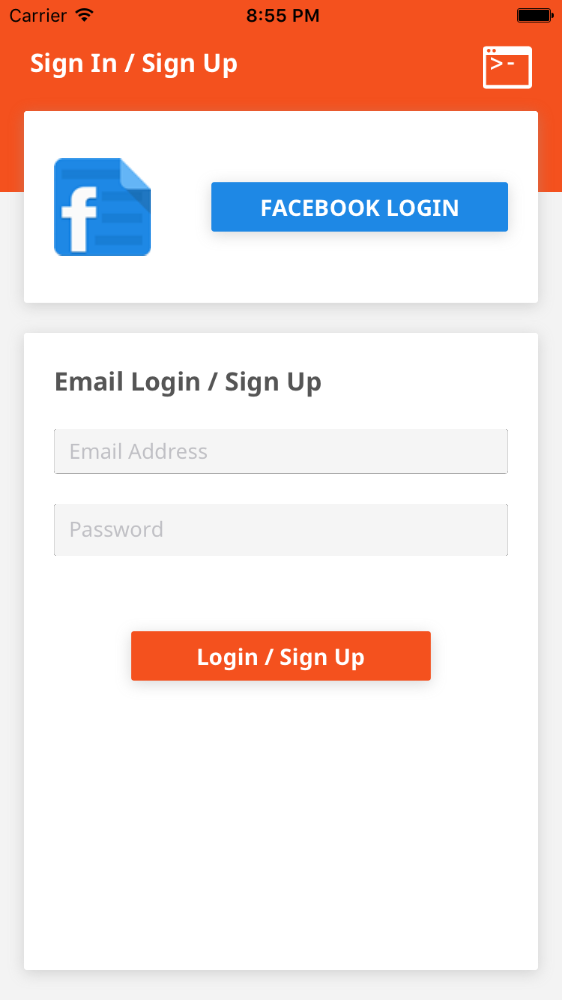 Carrier 8:55 PM
Sign In / Sign Up
>-
f
FACEBOOK LOGIN
Email Login / Sign Up
Email Address
Password
Login / Sign Up